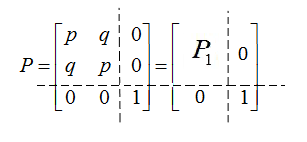 p q 0
P = [ q p 0 ] = [ P₁ 0 ]
0 0 1 0 1